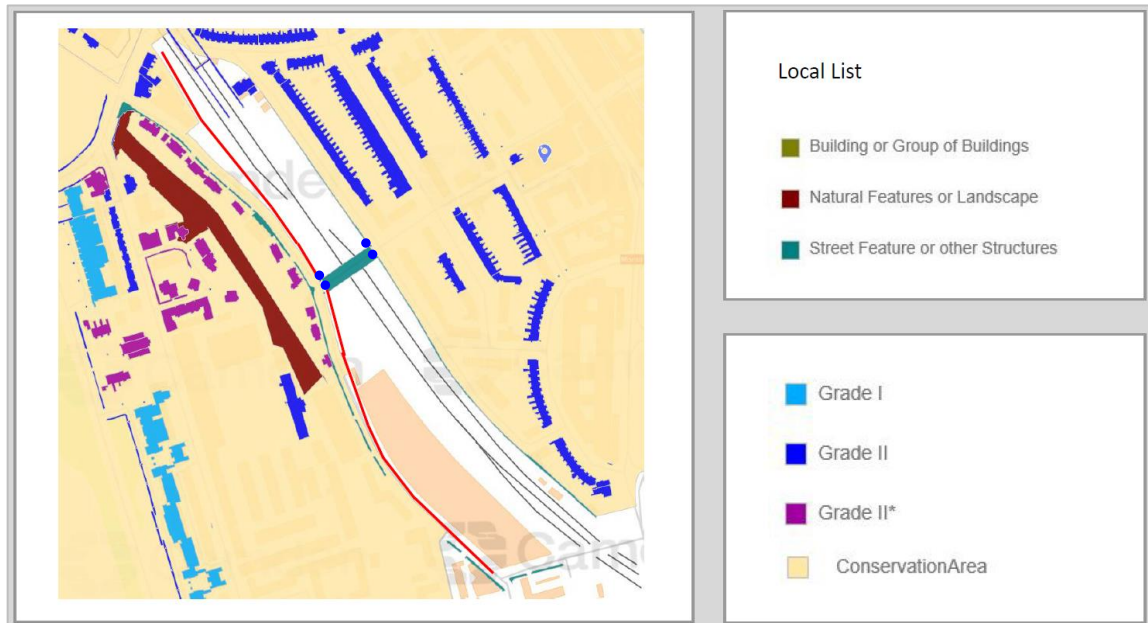 Local List
Building or Group of Buildings
Natural Features or Landscape
Street Feature or other Structures
Grade I
Grade II
Grade II*
ConservationArea
Came